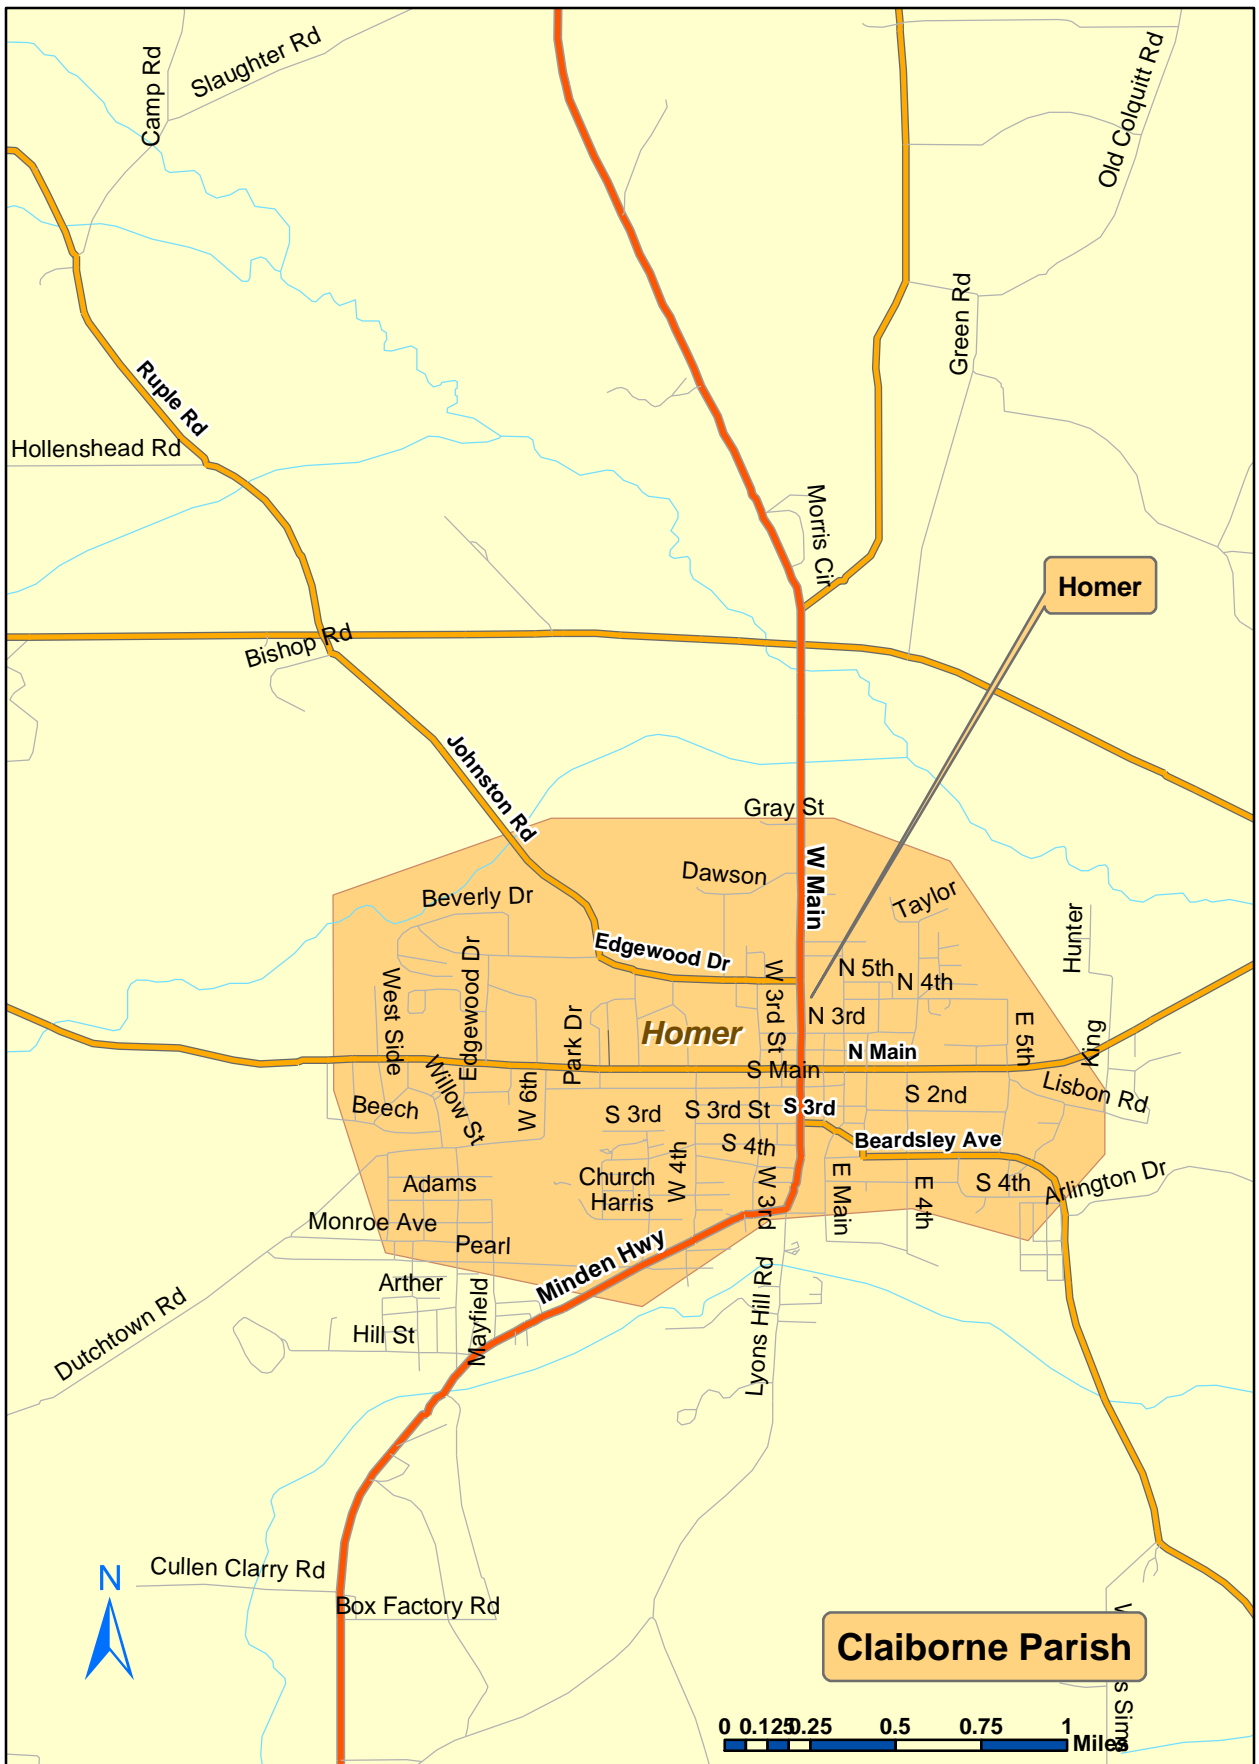 Camp Rd
Slaughter Rd
Old Colquitt Rd
Green Rd
Ruple Rd
Hollenshead Rd
Morris Cir
Homer
Bishop Rd
Johnston Rd
Gray St
W Main
Dawson
Beverly Dr
Taylor
Hunter
Edgewood Dr
Edgewood Dr
West Side
W 3rd St
N 5th
N 4th
N 3rd
Park Dr
Homer
N Main
E 5th
King
S Main
Willow St
W 6th
Beech
S 3rd
S 3rd St
S 3rd
S 2nd
Lisbon Rd
S 4th
Beardsley Ave
Adams
Church
Harris
W 4th
W 3rd
E Main
E 4th
S 4th
Arlington Dr
Monroe Ave
Pearl
Minden Hwy
Arther
Mayfield
Hill St
Dutchtown Rd
Lyons Hill Rd
N
Cullen Clarry Rd
Box Factory Rd
Claiborne Parish
s Sims
0 0.125 0.25 0.5 0.75 1
Miles